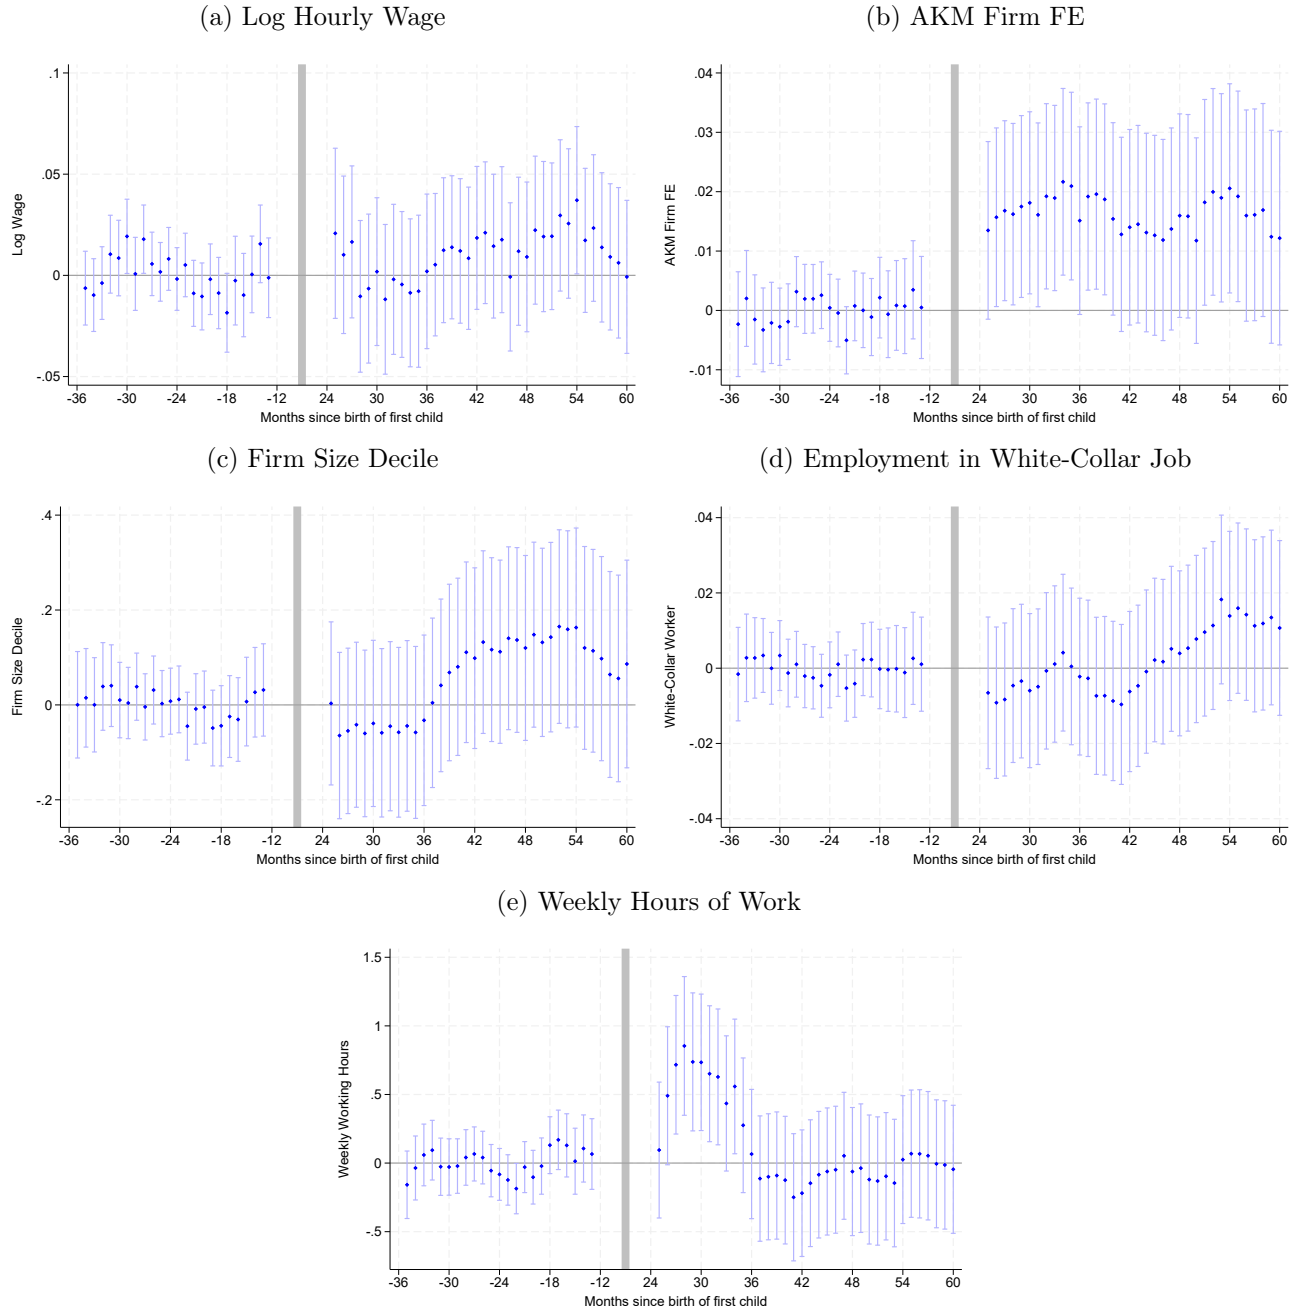 (a) Log Hourly Wage
(b) AKM Firm FE
.1
.05
0
-.05
Log Wage
-36 -30 -24 -18 -12 24 30 36 42 48 54 60
Months since birth of first child
.04
.03
.02
.01
0
-.01
AKM Firm FE
-36 -30 -24 -18 -12 24 30 36 42 48 54 60
Months since birth of first child
(c) Firm Size Decile
(d) Employment in White-Collar Job
.4
.2
0
-.2
Firm Size Decile
-36 -30 -24 -18 -12 24 30 36 42 48 54 60
Months since birth of first child
.04
.02
0
-.02
-.04
White-Collar Worker
-36 -30 -24 -18 -12 24 30 36 42 48 54 60
Months since birth of first child
(e) Weekly Hours of Work
1.5
1
.5
0
-.5
Weekly Working Hours
-36 -30 -24 -18 -12 24 30 36 42 48 54 60
Months since birth of first child